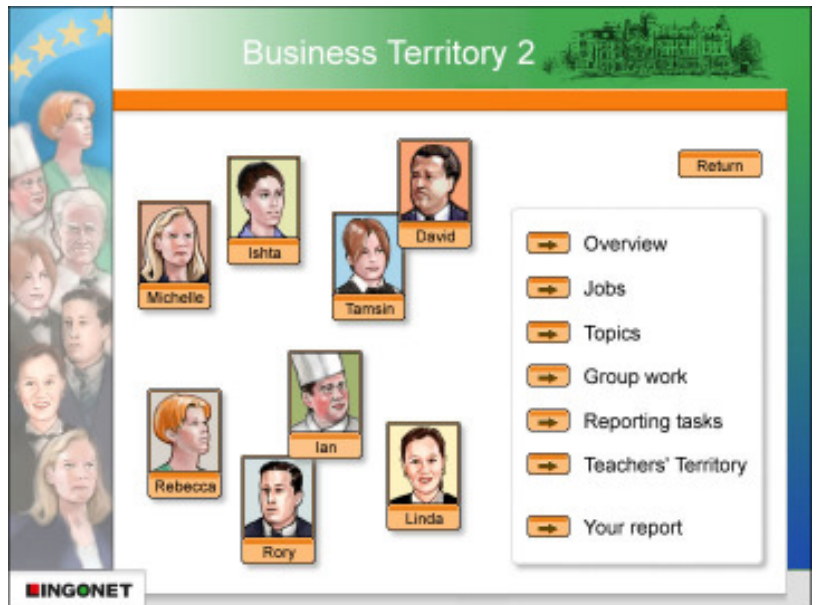 Business Territory 2
Return
David
Ishta
Michelle
Tamsin
Ian
Rebecca
Linda
Rory
Overview
Jobs
Topics
Group work
Reporting tasks
Teachers' Territory
Your report
LINGONET